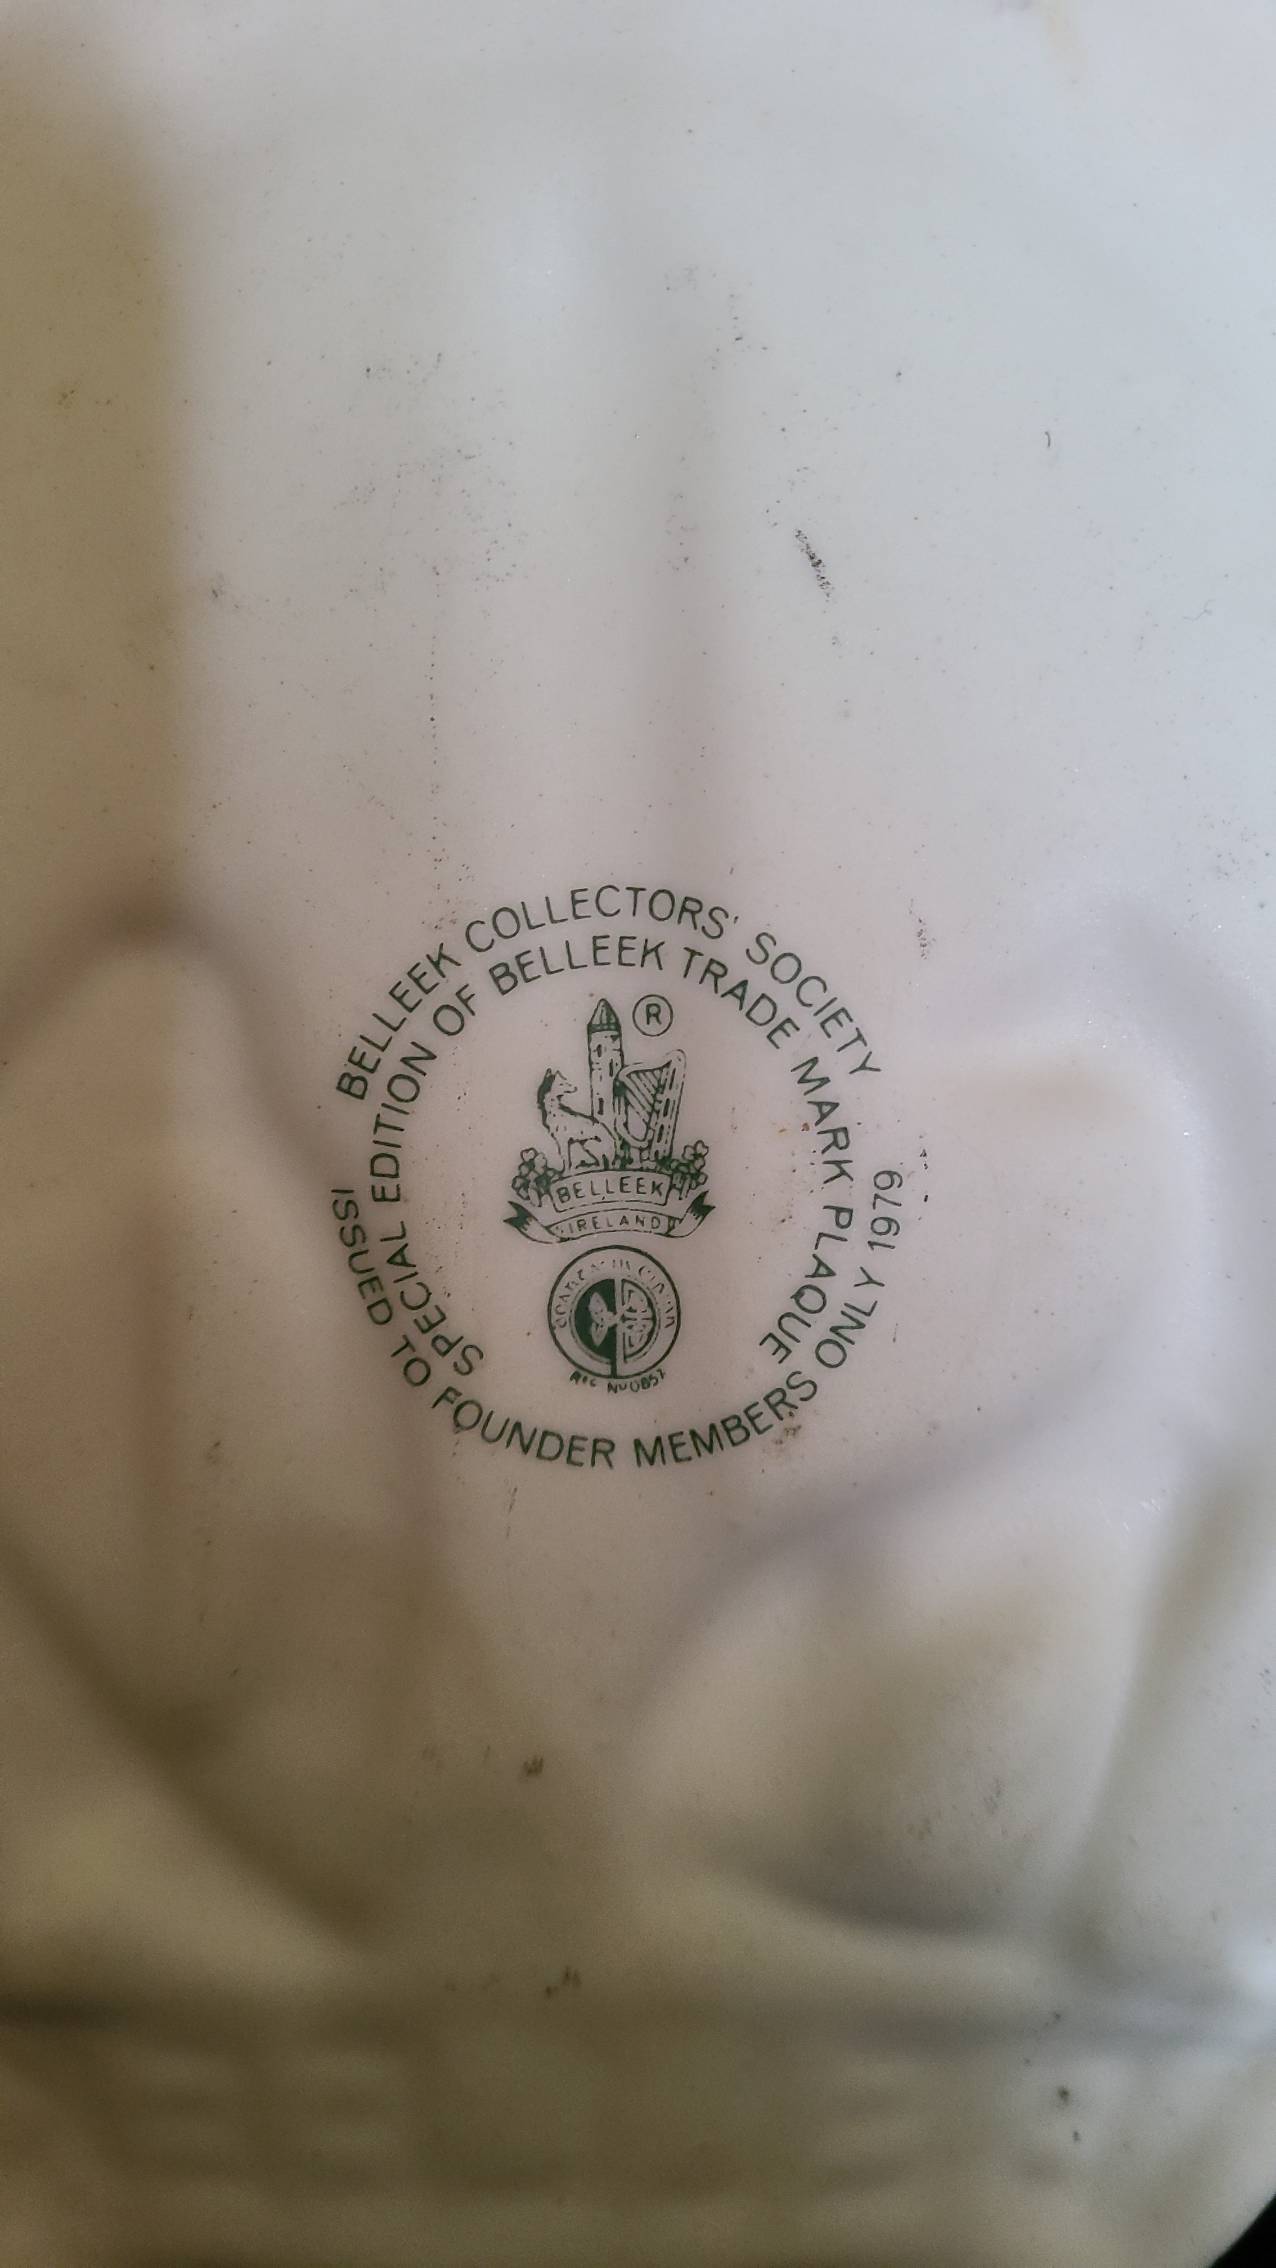 BELLEEK COLLECTORS' SOCIETY
SPECIAL EDITION OF BELLEEK TRADE MARK PLAQUE
®
BELLEEK
IRELAND
ISSUED TO FOUNDER MEMBERS ONLY 1979